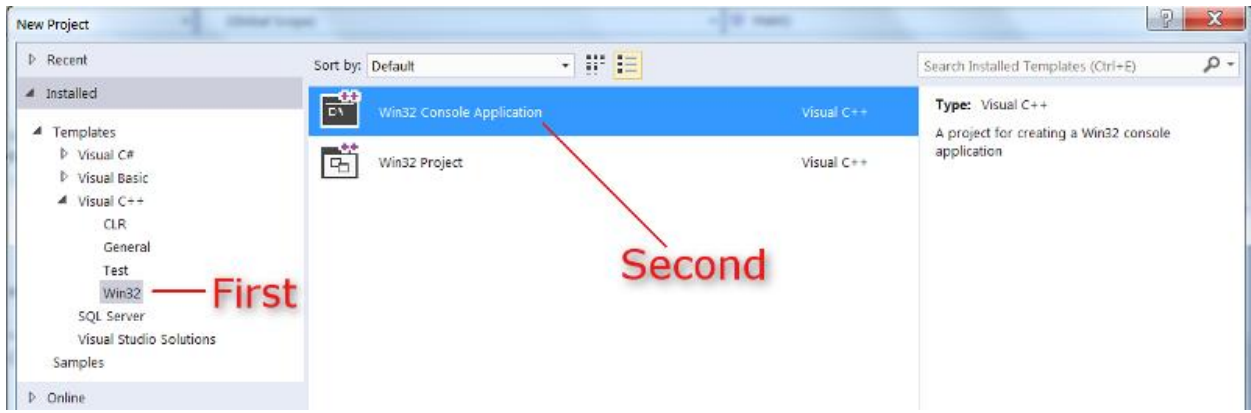 New Project
Recent
Sort by: Default
Search Installed Templates (Ctrl+E)
Installed
Templates
Visual C#
Visual Basic
Visual C++
CLR
General
Test
Win32
SQL Server
Visual Studio Solutions
Samples
Online
Win32 Console Application Visual C++
Win32 Project Visual C++
Type: Visual C++
A project for creating a Win32 console
application
First
Second